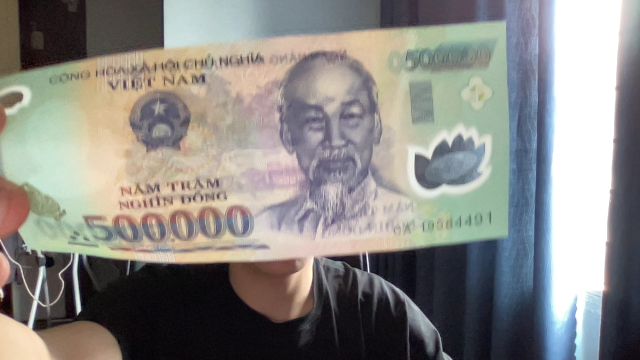 CỘNG HÒA XÃ HỘI CHỦ NGHĨA
VIỆT NAM
500000
NĂM TRĂM
NGHÌN ĐỒNG
500000